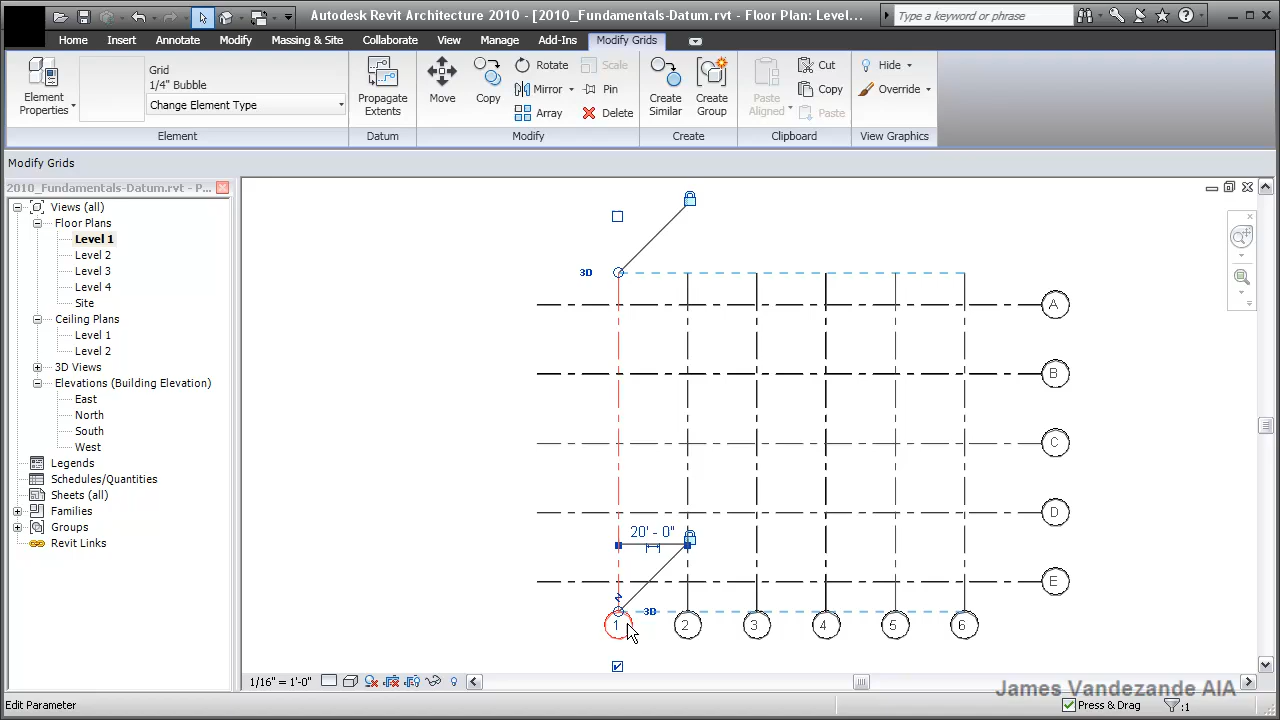 Autodesk Revit Architecture 2010 - [2010_Fundamentals-Datum.rvt - Floor Plan: Level...
Type a keyword or phrase
Home Insert Annotate Modify Massing & Site Collaborate View Manage Add-Ins Modify Grids
Element Properties
Grid
1/4" Bubble
Change Element Type
Propagate Extents
Move
Copy
Rotate
Mirror
Array
Scale
Pin
Delete
Create Similar
Create Group
Paste Aligned
Cut
Copy
Paste
Hide
Override
Element Datum Modify Create Clipboard View Graphics
Modify Grids
2010_Fundamentals-Datum.rvt - P...
Views (all)
Floor Plans
Level 1
Level 2
Level 3
Level 4
Site
Ceiling Plans
Level 1
Level 2
3D Views
Elevations (Building Elevation)
East
North
South
West
Legends
Schedules/Quantities
Sheets (all)
Families
Groups
Revit Links
3D
A
B
C
D
20' - 0"
E
3D
1 2 3 4 5 6
1/16" = 1'-0"
James Vandezande AIA
Edit Parameter
Press & Drag
:1